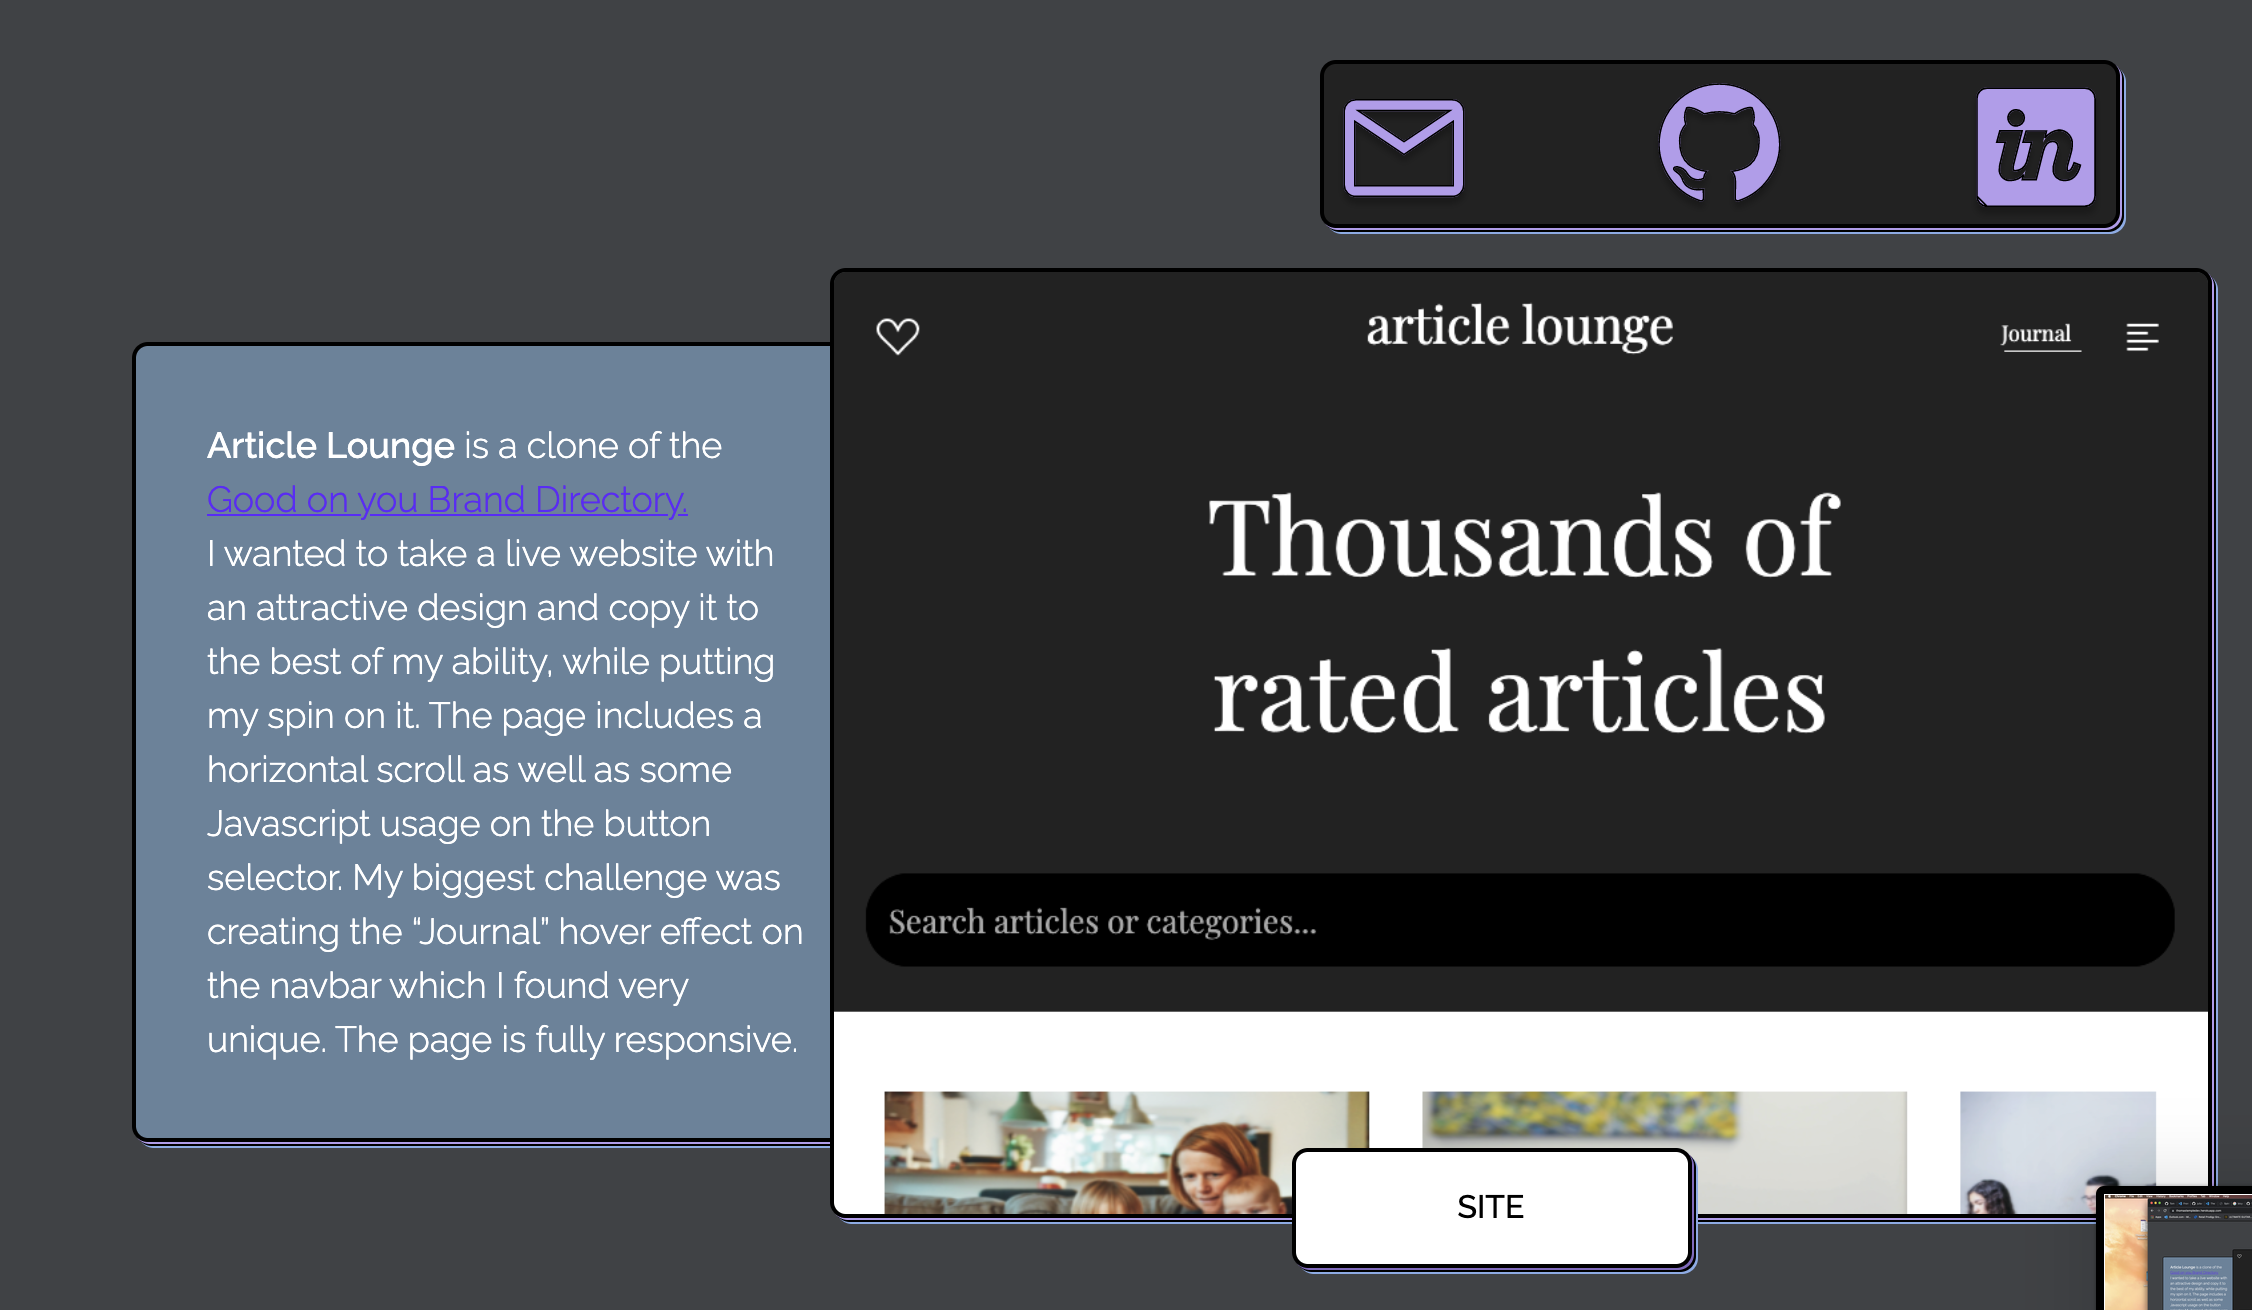 in
article lounge
Journal
Thousands of
rated articles
Search articles or categories...
Article Lounge is a clone of the
Good on you Brand Directory.
I wanted to take a live website with
an attractive design and copy it to
the best of my ability, while putting
my spin on it. The page includes a
horizontal scroll as well as some
Javascript usage on the button
selector. My biggest challenge was
creating the “Journal” hover effect on
the navbar which I found very
unique. The page is fully responsive.
SITE